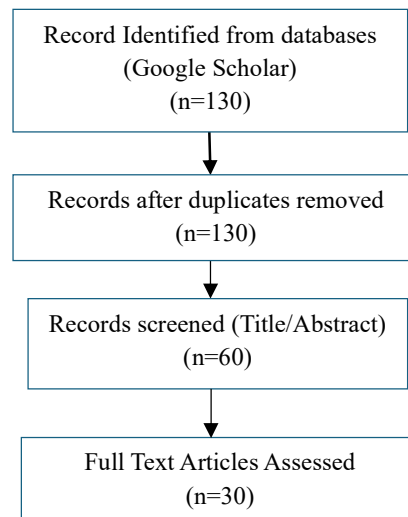 Record Identified from databases
(Google Scholar)
(n=130)
Records after duplicates removed
(n=130)
Records screened (Title/Abstract)
(n=60)
Full Text Articles Assessed
(n=30)